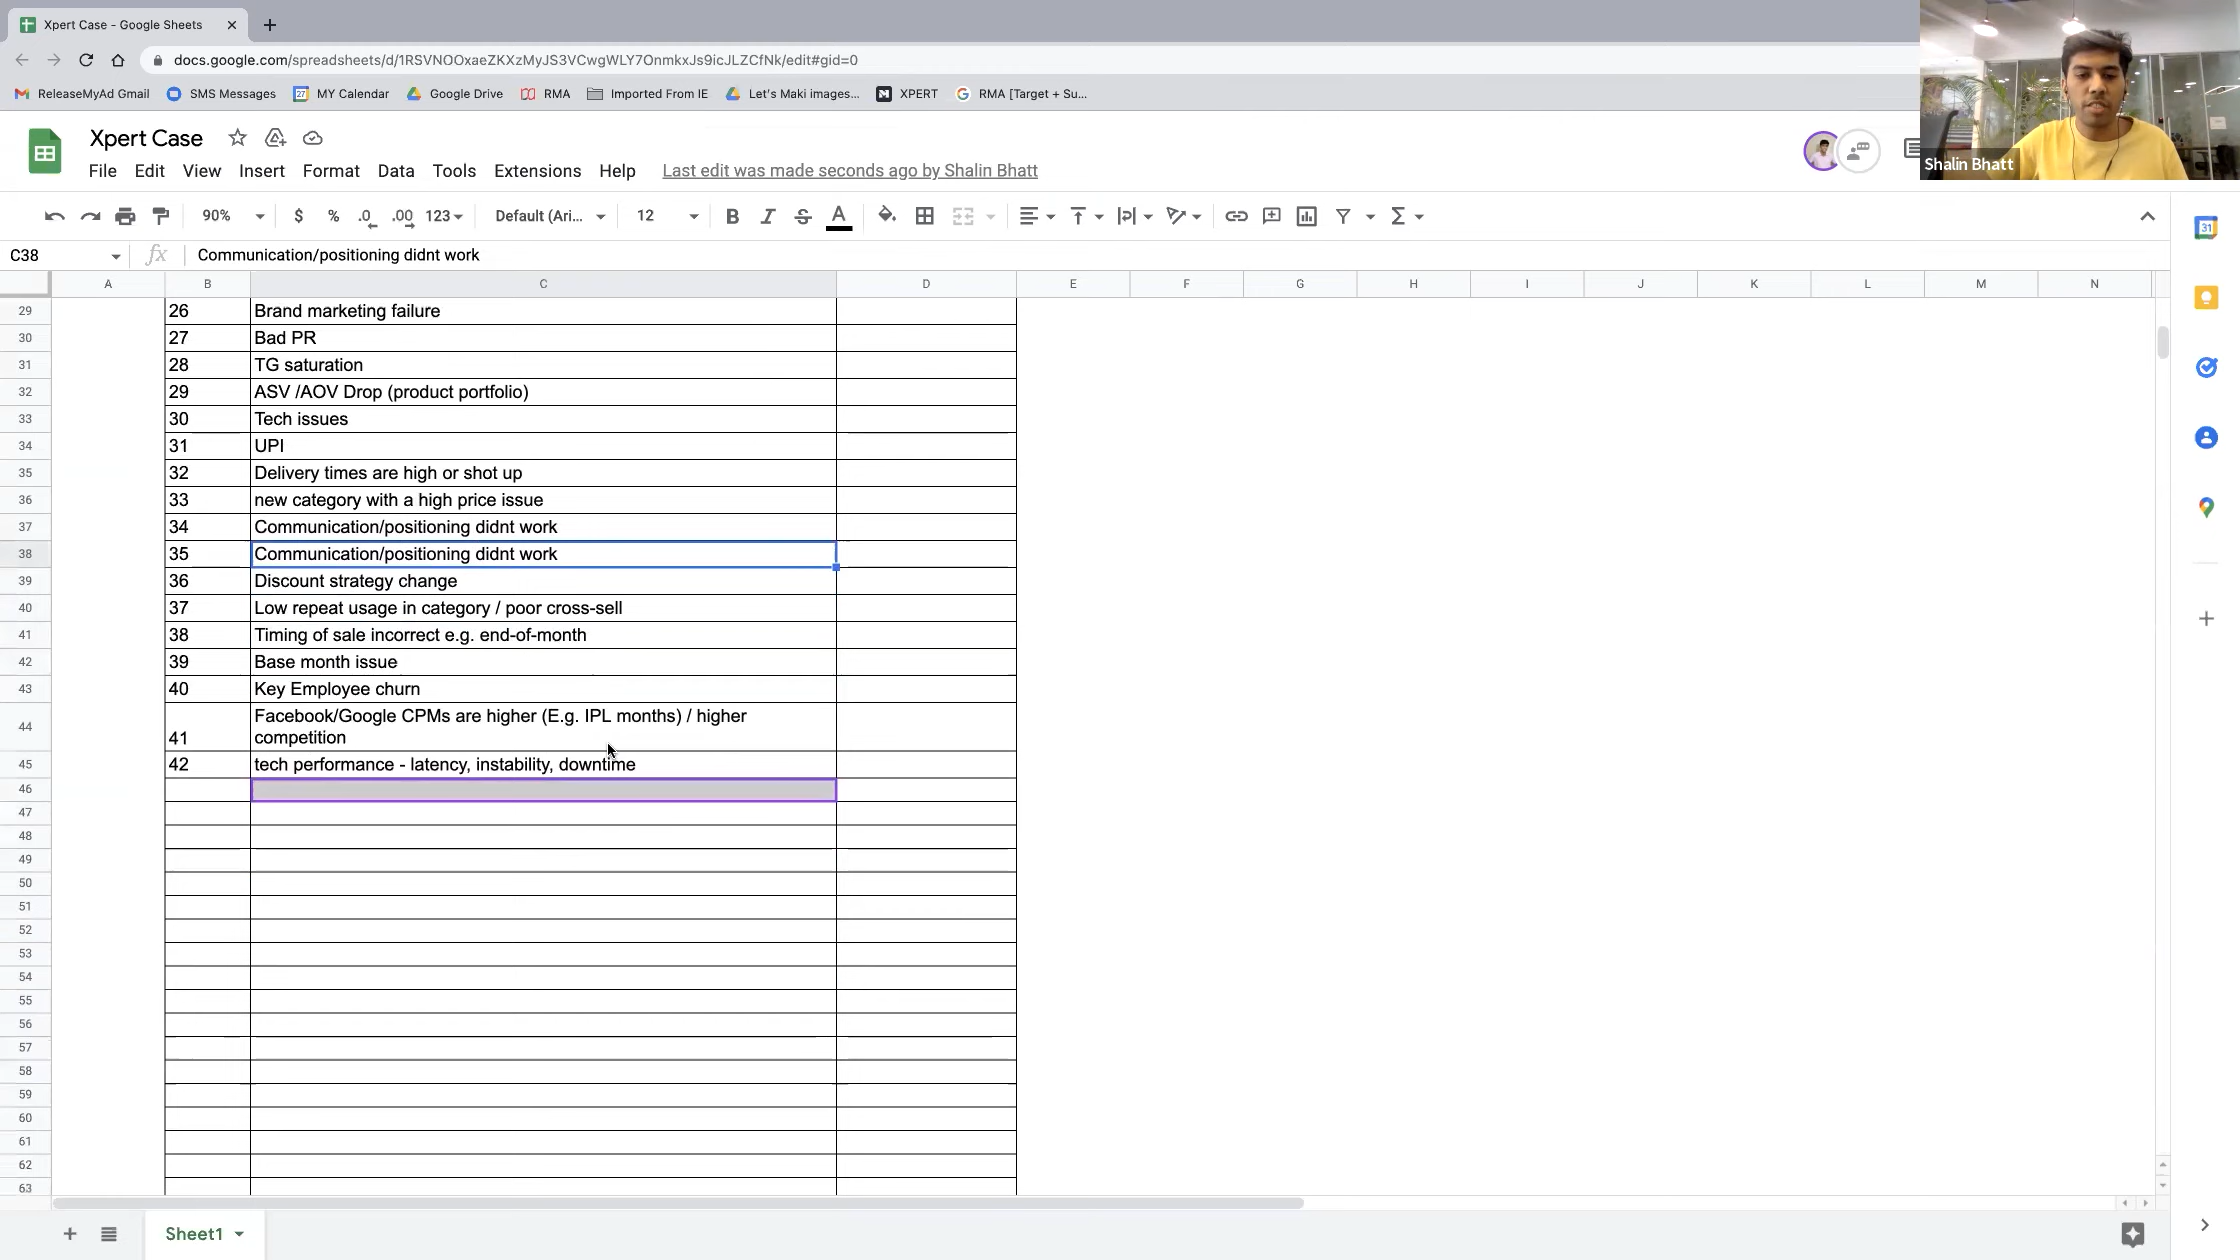 Xpert Case - Google Sheets
docs.google.com/spreadsheets/d/1RSVNOOxaeZKXzMyJS3VCwgWLY7OnmkxJs9icJLZCfNk/edit#gid=0
ReleaseMyAd Gmail SMS Messages 27 MY Calendar Google Drive RMA Imported From IE Let's Maki images... XPERT RMA [Target + Su...
Shalin Bhatt
Xpert Case
File Edit View Insert Format Data Tools Extensions Help Last edit was made seconds ago by Shalin Bhatt
90% $ % .0 .00 123 Default (Ari... 12 B I S A
31
C38 fx Communication/positioning didnt work
A B C D E F G H I J K L M N
29 26 Brand marketing failure
30 27 Bad PR
31 28 TG saturation
32 29 ASV /AOV Drop (product portfolio)
33 30 Tech issues
34 31 UPI
35 32 Delivery times are high or shot up
36 33 new category with a high price issue
37 34 Communication/positioning didnt work
38 35 Communication/positioning didnt work
39 36 Discount strategy change
40 37 Low repeat usage in category / poor cross-sell
41 38 Timing of sale incorrect e.g. end-of-month
42 39 Base month issue
43 40 Key Employee churn
44 41 Facebook/Google CPMs are higher (E.g. IPL months) / higher
competition
45 42 tech performance - latency, instability, downtime
46
47
48
49
50
51
52
53
54
55
56
57
58
59
60
61
62
63
Sheet1